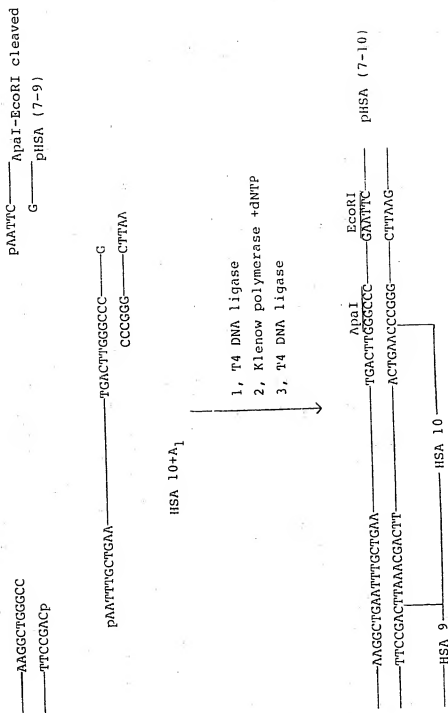 pAATTC——ApaI-EcoRI cleaved
G——pHSA (7-9)
——AAGGCTGGGCC
——TTCCGACp
pAATTTGCTGAA————TGACTTGGGCCC——G
CCCGGG——CTTAA
HSA 10+A1
1, T4 DNA ligase
2, Klenow polymerase +dNTP
3, T4 DNA ligase
ApaI EcoRI
——AAGGCTGAATTTGCTGAA————TGACTTGGGCCC——GAATTC—— pHSA (7-10)
——TTCCGACTTAAACGACTT————ACTGAACCCGGG——CTTAAG——
——HSA 9————HSA 10